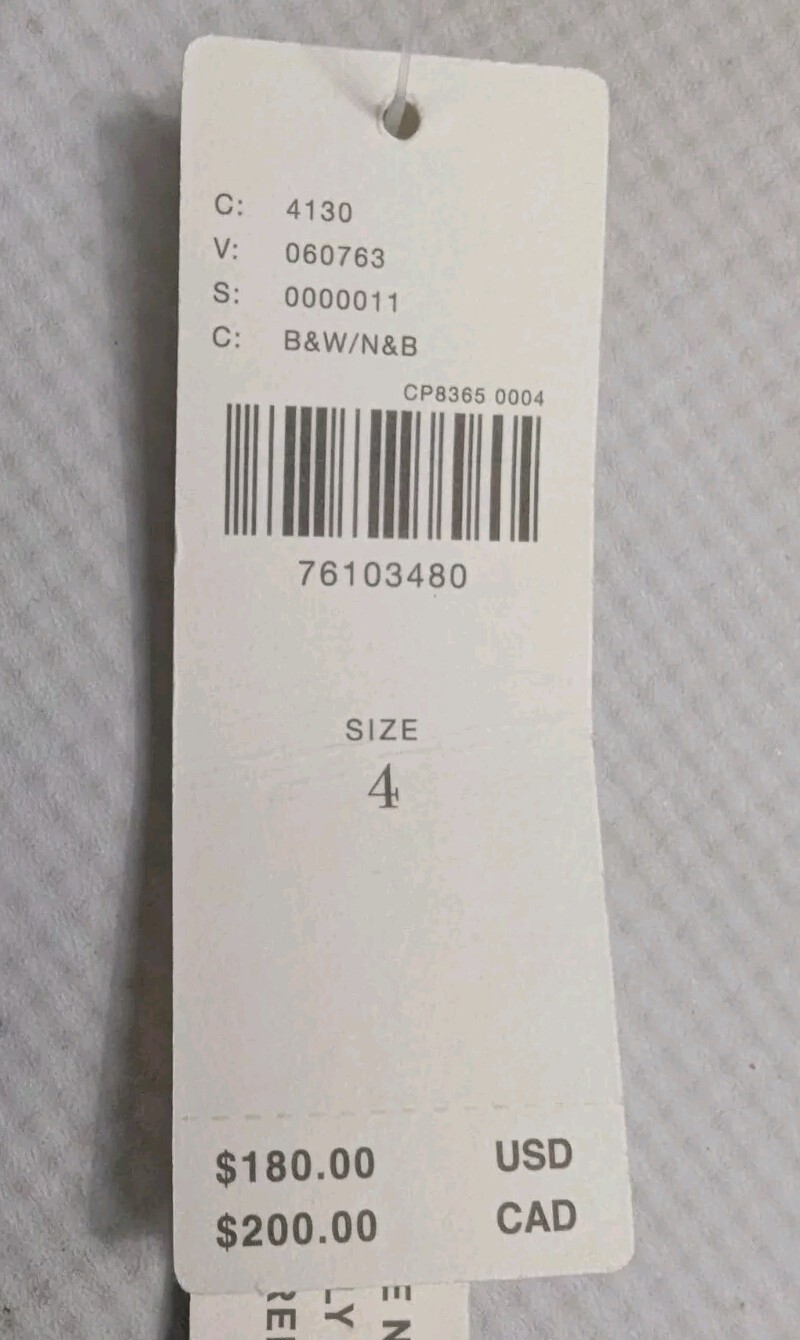 C: 4130
V: 060763
S: 0000011
C: B&W/N&B
CP8365 0004
76103480
SIZE
4
$180.00 USD
$200.00 CAD